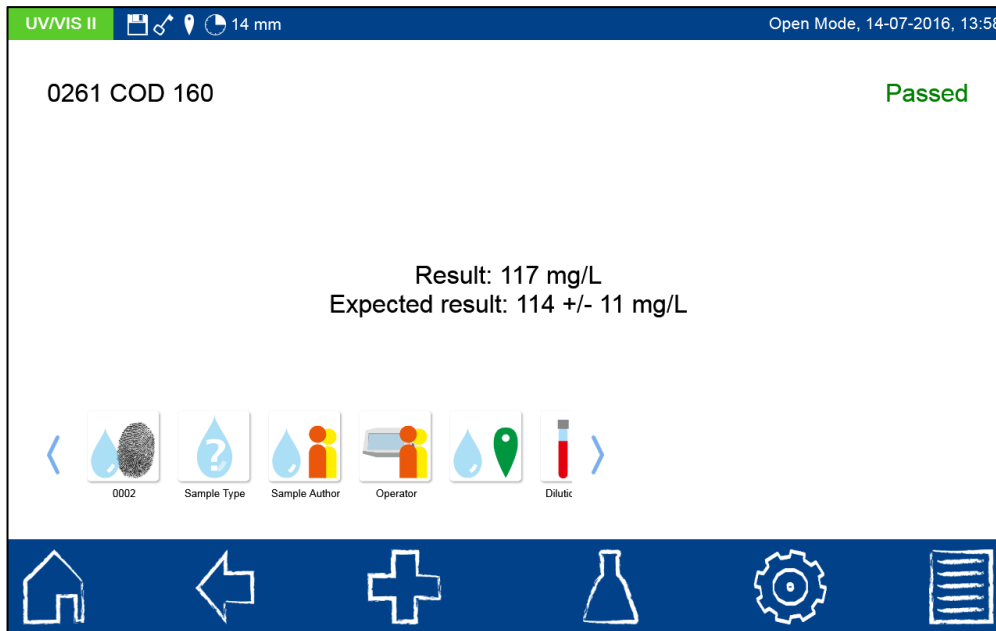 UV/VIS II 14 mm Open Mode, 14-07-2016, 13:58
0261 COD 160 Passed
Result: 117 mg/L
Expected result: 114 +/- 11 mg/L
?
0002 Sample Type Sample Author Operator Dilutic